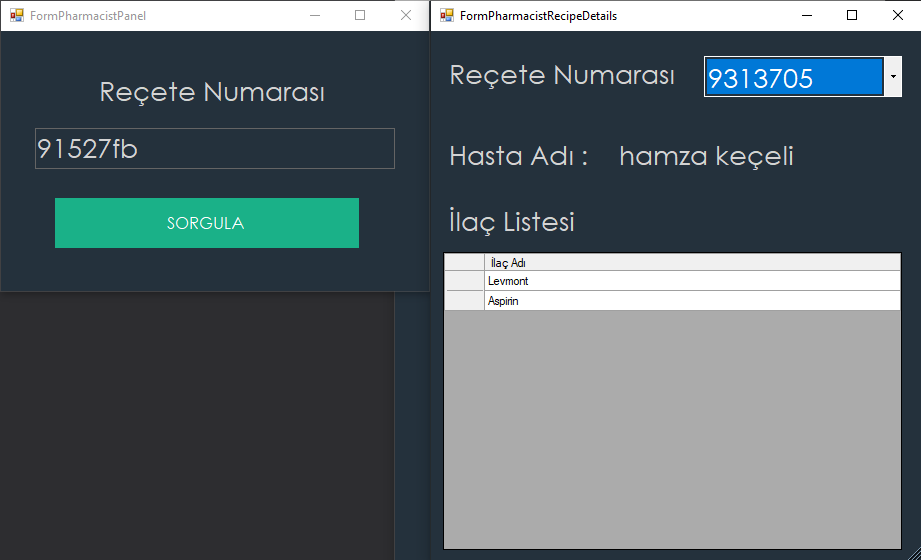 FormPharmacistPanel
Reçete Numarası
91527fb
SORGULA
FormPharmacistRecipeDetails
Reçete Numarası 9313705
Hasta Adı : hamza keçeli
İlaç Listesi
İlaç Adı
Levmont
Aspirin